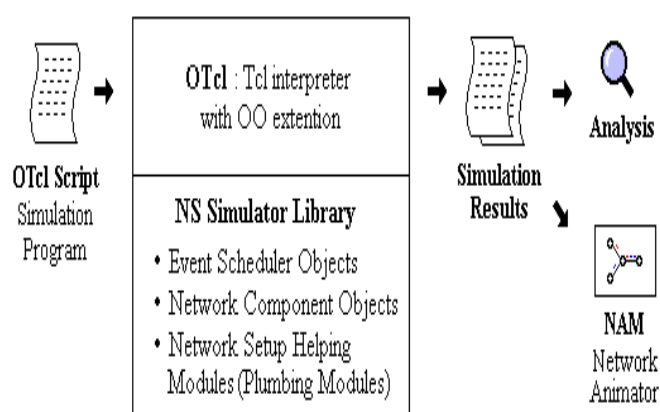 OTcl Script
Simulation
Program
OTcl : Tcl interpreter
with OO extention
NS Simulator Library
• Event Scheduler Objects
• Network Component Objects
• Network Setup Helping
Modules (Plumbing Modules)
Simulation
Results
Analysis
NAM
Network
Animator